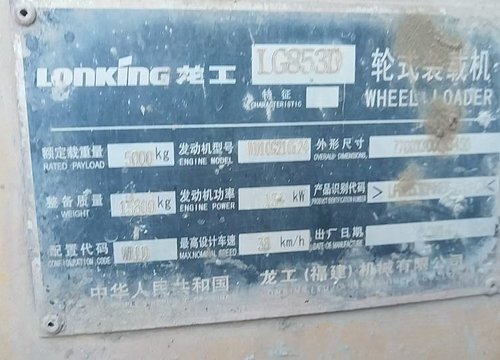 LONKING 龙工 LG853D 轮式装载机
特征 WHEEL LOADER
CHARACTERISTIC
额定载重量 5000 kg 发动机型号 外形尺寸
RATED PAYLOAD ENGINE MODEL OVERALL DIMENSIONS
整备质量 kg 发动机功率 kW 产品识别代码
WEIGHT ENGINE POWER PRODUCT IDENTIFICATION NUMBER
配置代码 最高设计车速 38 km/h 出厂日期
CONFIGURATION CODE MAX.NOMINAL SPEED DATE OF MANUFACTURE
中华人民共和国 龙工(福建)机械有限公司